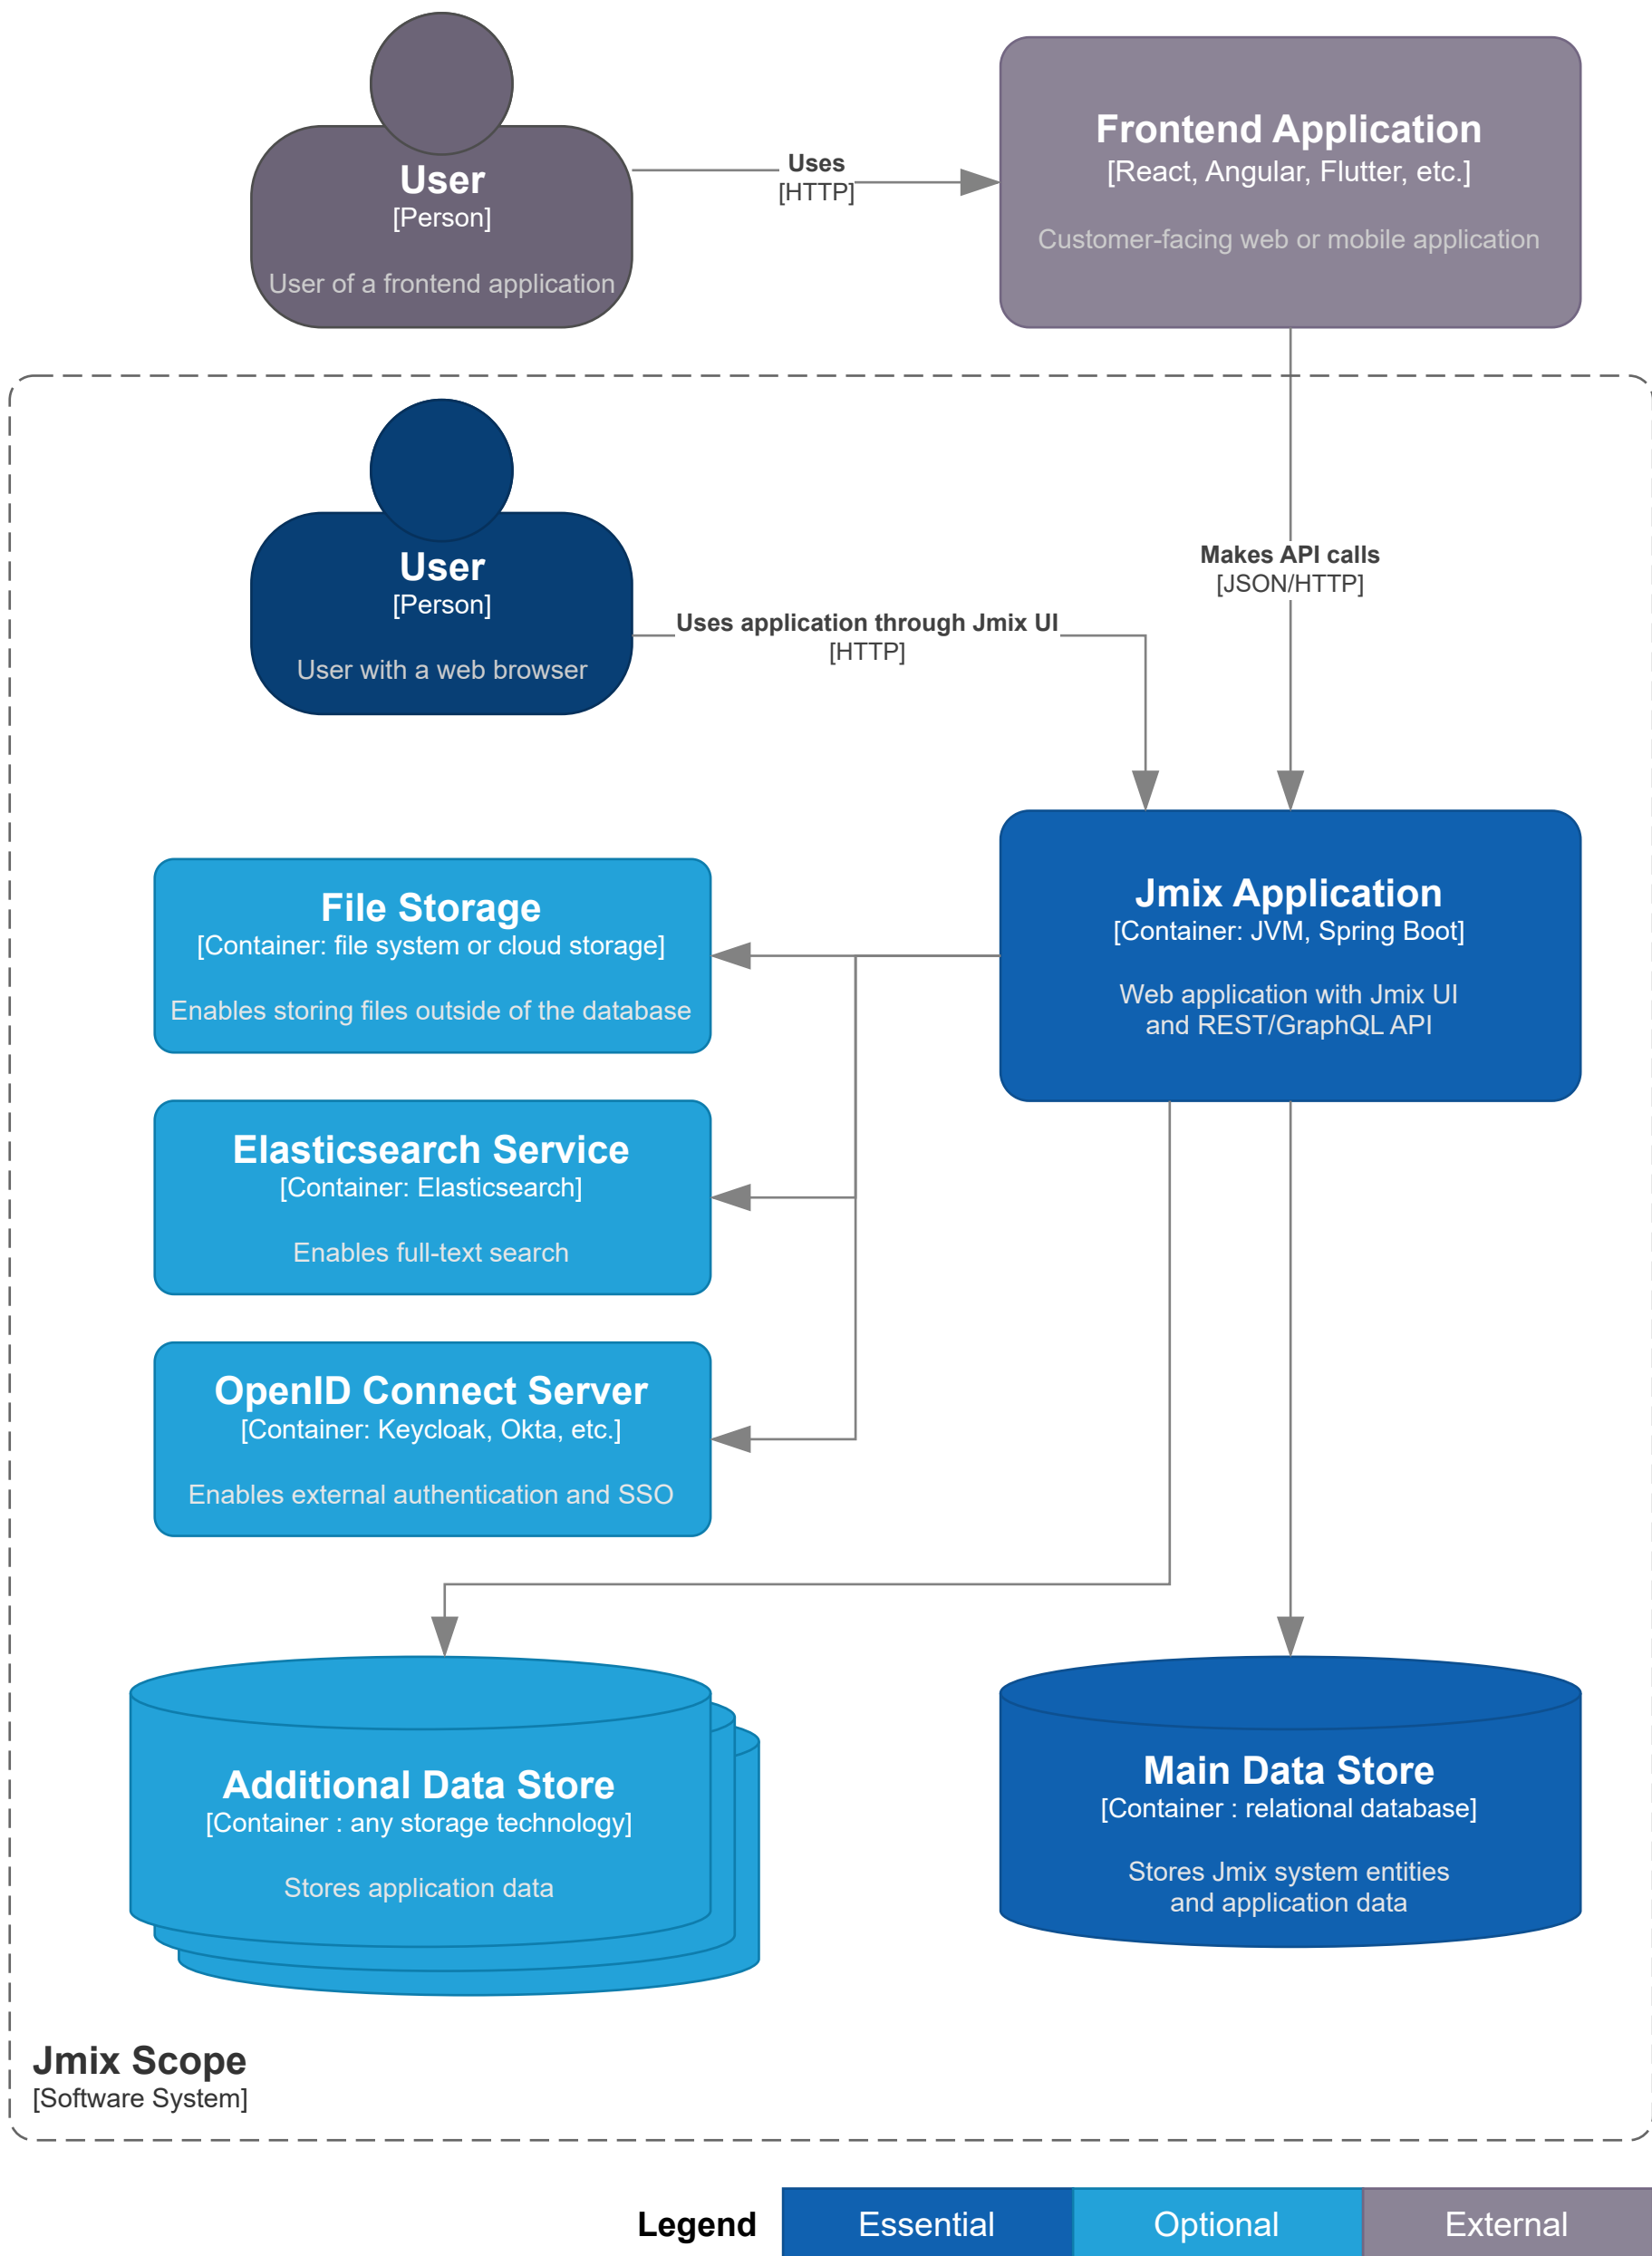 User
[Person]
User of a frontend application
Uses
[HTTP]
Frontend Application
[React, Angular, Flutter, etc.]
Customer-facing web or mobile application
User
[Person]
User with a web browser
Uses application through Jmix UI
[HTTP]
Makes API calls
[JSON/HTTP]
File Storage
[Container: file system or cloud storage]
Enables storing files outside of the database
Jmix Application
[Container: JVM, Spring Boot]
Web application with Jmix UI
and REST/GraphQL API
Elasticsearch Service
[Container: Elasticsearch]
Enables full-text search
OpenID Connect Server
[Container: Keycloak, Okta, etc.]
Enables external authentication and SSO
Additional Data Store
[Container : any storage technology]
Stores application data
Main Data Store
[Container : relational database]
Stores Jmix system entities
and application data
Jmix Scope
[Software System]
Legend
Essential
Optional
External